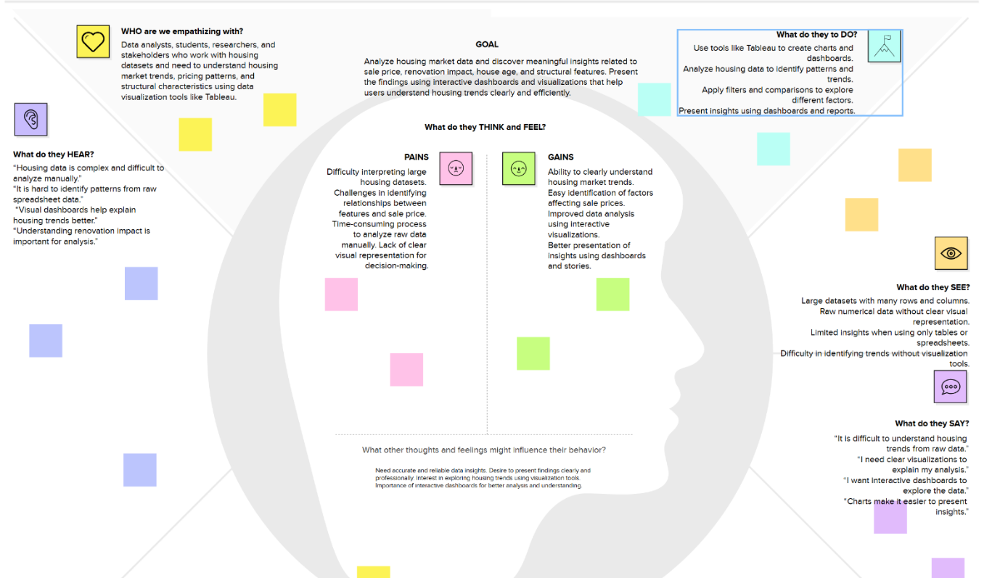 WHO are we empathizing with?
Data analysts, students, researchers, and
stakeholders who work with housing
datasets and need to understand housing
market trends, pricing patterns, and
structural characteristics using data
visualization tools like Tableau.
GOAL
Analyze housing market data and discover meaningful insights related to
sale price, renovation impact, house age, and structural features. Present
the findings using interactive dashboards and visualizations that help
users understand housing trends clearly and efficiently.
What do they to DO?
Use tools like Tableau to create charts and
dashboards.
Analyze housing data to identify patterns and
trends.
Apply filters and comparisons to explore
different factors.
Present insights using dashboards and reports.
What do they HEAR?
“Housing data is complex and difficult to
analyze manually.”
“It is hard to identify patterns from raw
spreadsheet data.”
“Visual dashboards help explain
housing trends better.”
“Understanding renovation impact is
important for analysis.”
What do they THINK and FEEL?
PAINS
Difficulty interpreting large
housing datasets.
Challenges in identifying
relationships between
features and sale price.
Time-consuming process
to analyze raw data
manually. Lack of clear
visual representation for
decision-making.
GAINS
Ability to clearly understand
housing market trends.
Easy identification of factors
affecting sale prices.
Improved data analysis
using interactive
visualizations.
Better presentation of
insights using dashboards
and stories.
What do they SEE?
Large datasets with many rows and columns.
Raw numerical data without clear visual
representation.
Limited insights when using only tables or
spreadsheets.
Difficulty in identifying trends without visualization
tools.
What do they SAY?
“It is difficult to understand housing
trends from raw data.”
“I need clear visualizations to
explain my analysis.”
“I want interactive dashboards to
explore the data.”
“Charts make it easier to present
insights.”
What other thoughts and feelings might influence their behavior?
Need accurate and reliable data insights. Desire to present findings clearly and
professionally. Interest in exploring housing trends using visualization tools.
Importance of interactive dashboards for better analysis and understanding.